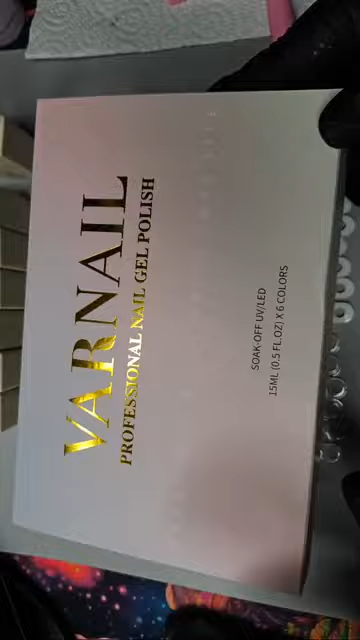 VARNAIL
PROFESSIONAL NAIL GEL POLISH
SOAK-OFF UV/LED
15ML (0.5 FL.OZ) X 6 COLORS